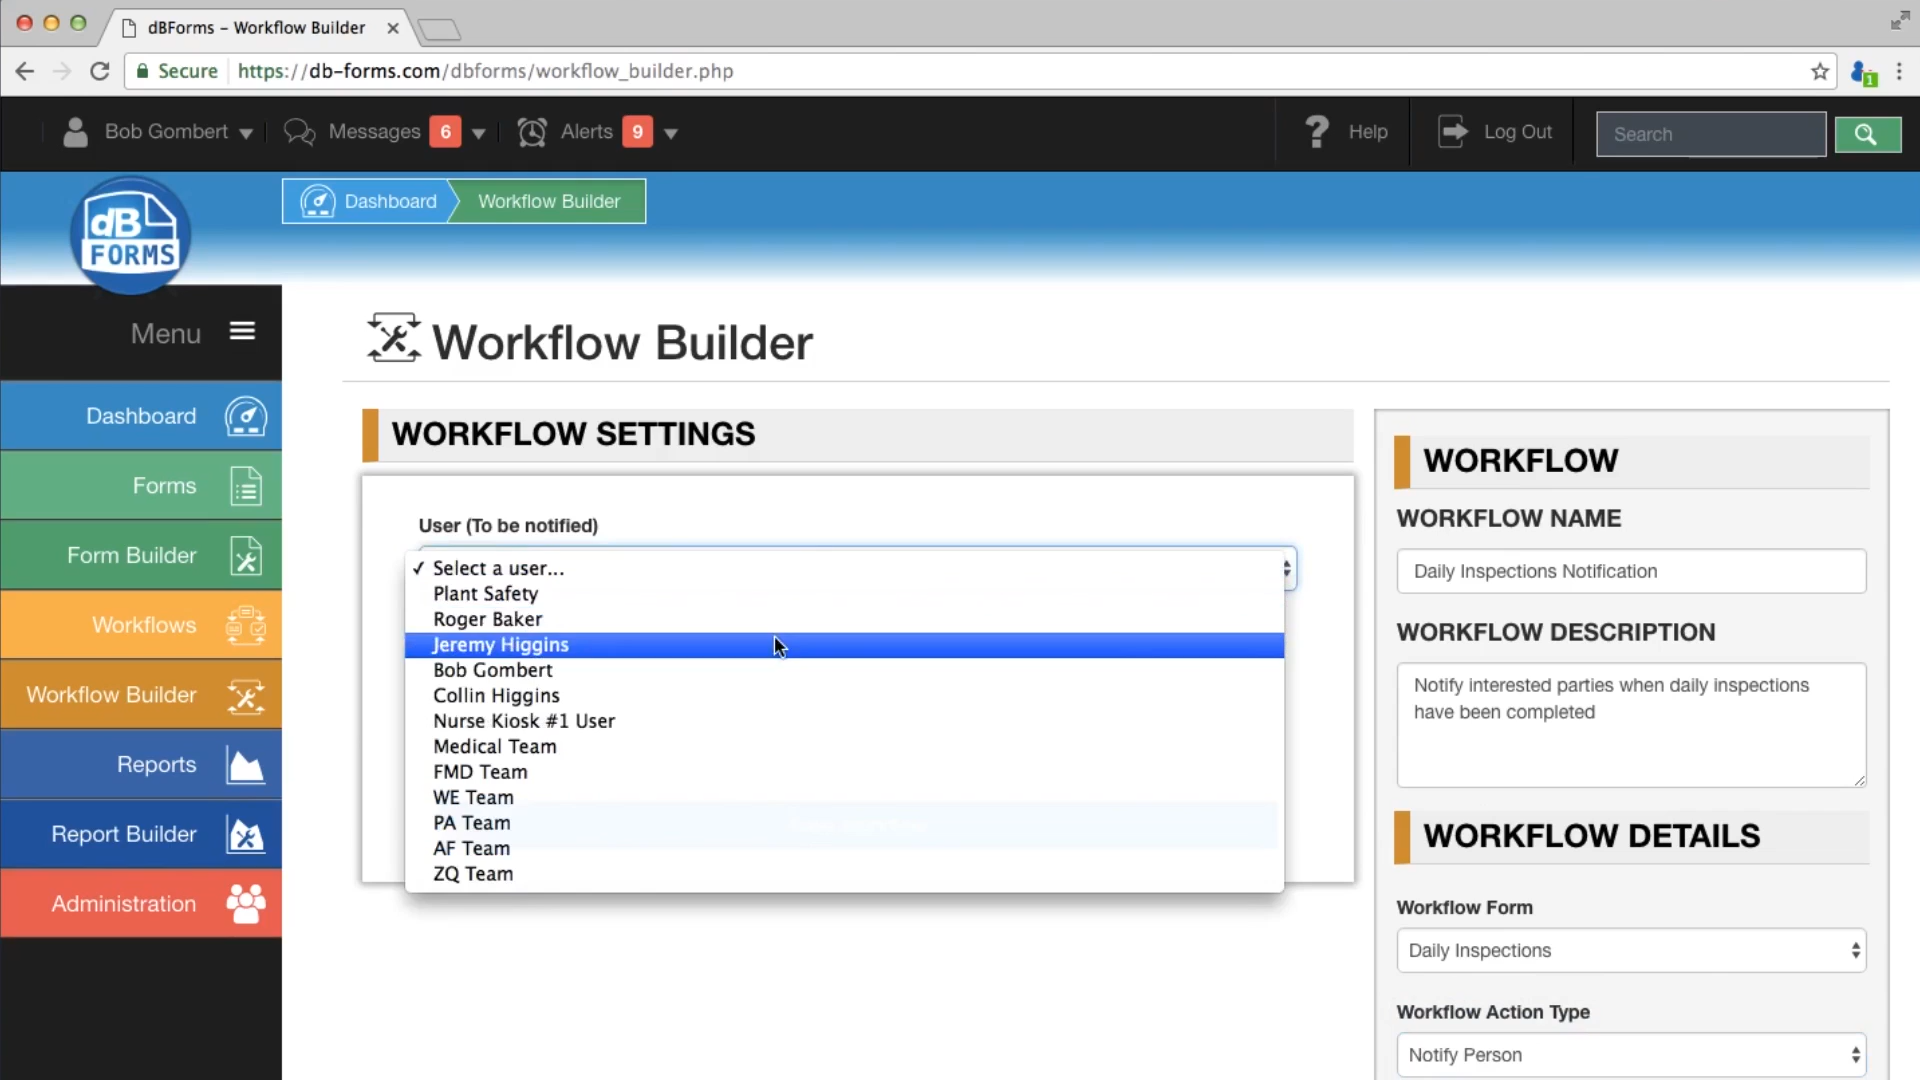 dBForms – Workflow Builder
Secure https://db-forms.com/dbforms/workflow_builder.php
1
Bob Gombert
Messages 6
Alerts 9
Help
Log Out
Search
dB
FORMS
Dashboard
Workflow Builder
Menu
Dashboard
Forms
Form Builder
Workflows
Workflow Builder
Reports
Report Builder
Administration
Workflow Builder
WORKFLOW SETTINGS
User (To be notified)
✓ Select a user...
Plant Safety
Roger Baker
Jeremy Higgins
Bob Gombert
Collin Higgins
Nurse Kiosk #1 User
Medical Team
FMD Team
WE Team
PA Team
AF Team
ZQ Team
WORKFLOW
WORKFLOW NAME
Daily Inspections Notification
WORKFLOW DESCRIPTION
Notify interested parties when daily inspections
have been completed
WORKFLOW DETAILS
Workflow Form
Daily Inspections
Workflow Action Type
Notify Person